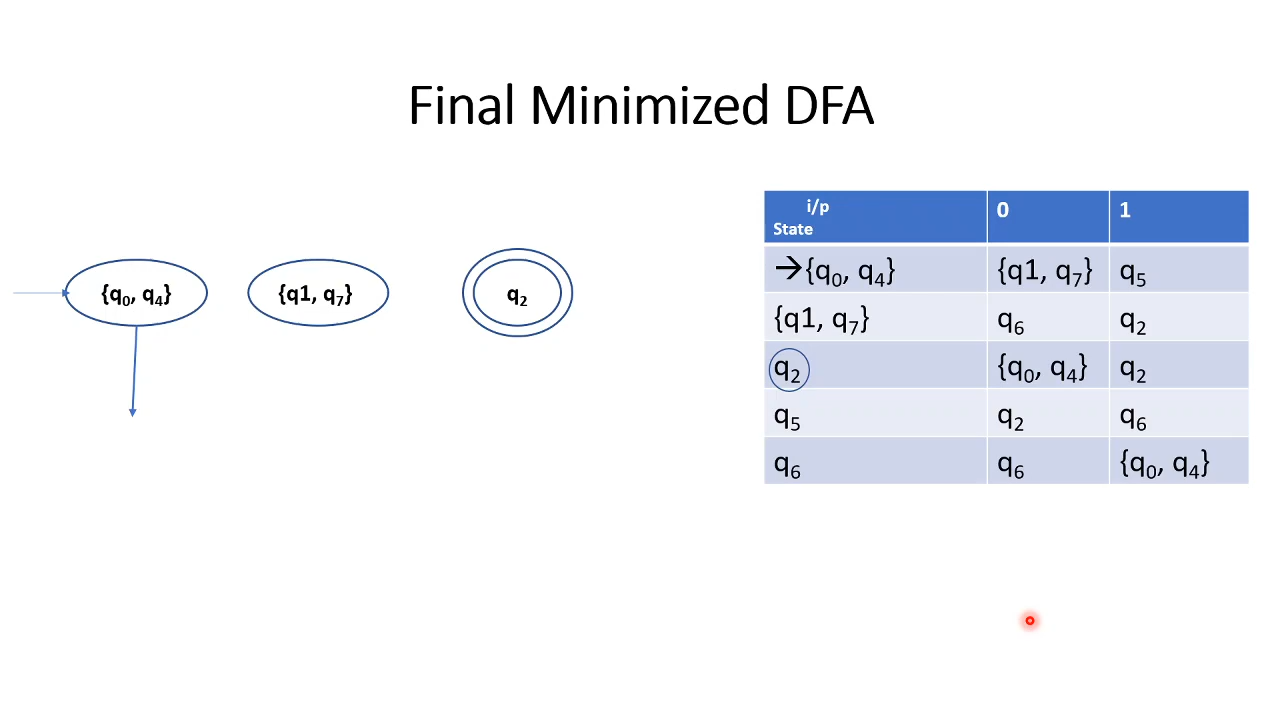 Final Minimized DFA
{q₀, q₄} {q1, q₇} q₂
i/p 0 1
State
→{q₀, q₄} {q1, q₇} q₅
{q1, q₇} q₆ q₂
q₂ {q₀, q₄} q₂
q₅ q₂ q₆
q₆ q₆ {q₀, q₄}